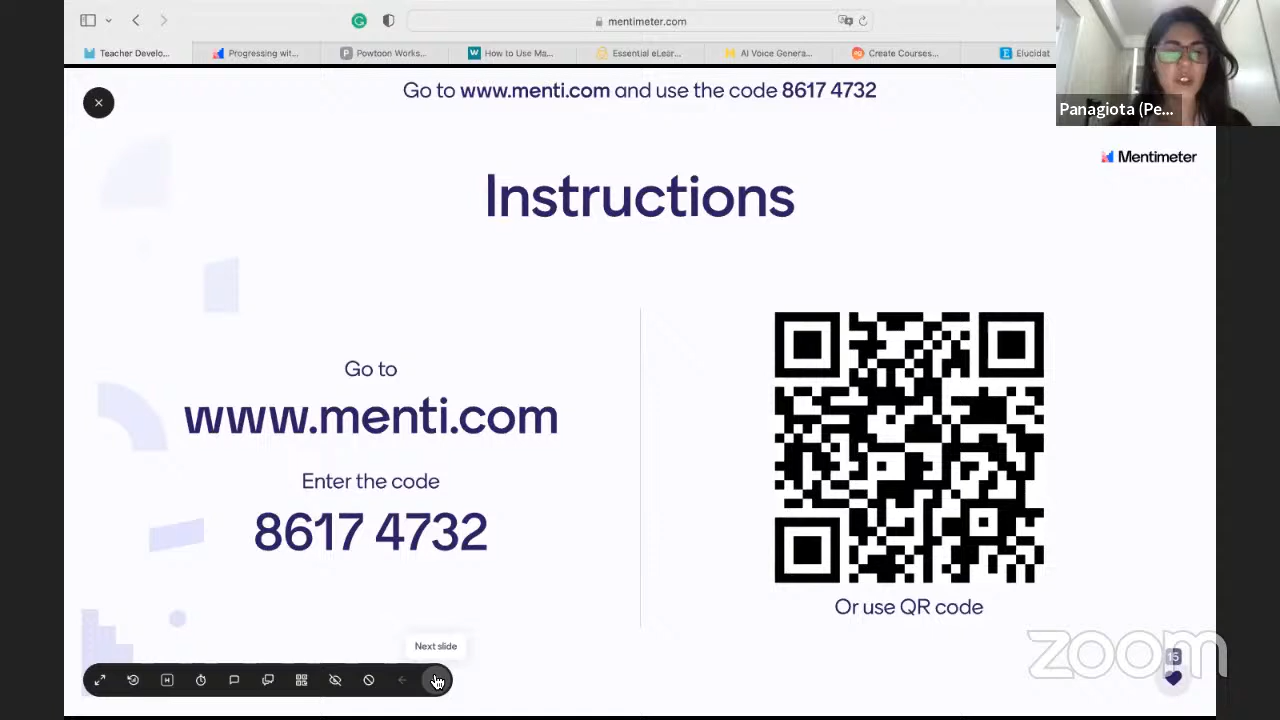 mentimeter.com
Teacher Develo...
Progressing wit...
Powtoon Works...
How to Use Ma...
Essential eLear...
AI Voice Genera...
Create Courses...
Elucidat
Go to www.menti.com and use the code 8617 4732
Panagiota (Pe...
Mentimeter
Instructions
Go to
www.menti.com
Enter the code
8617 4732
Or use QR code
Next slide
zoom
15